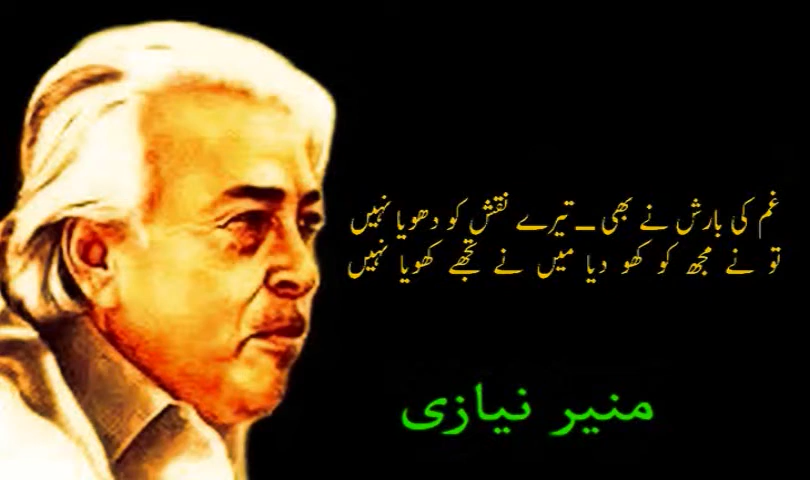 غم کی بارش نے بھی ـ تیرے نقش کو دھویا نہیں
تو نے مجھ کو کھو دیا میں نے تجھے کھویا نہیں
منیر نیازی